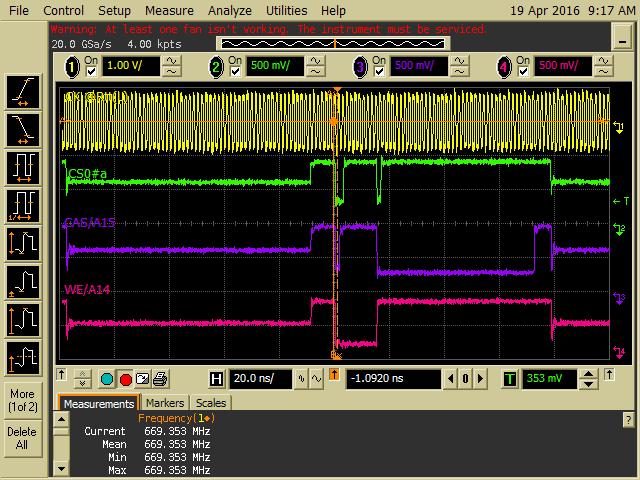 File Control Setup Measure Analyze Utilities Help 19 Apr 2016 9:17 AM
Warning: At least one fan isn't working. The instrument must be serviced.
20.0 GSa/s 4.00 kpts
1 On 1.00 V/ 2 On 500 mV/ 3 On 500 mV/ 4 On 500 mV/
CS0#a
T
CAS/A15
2
WE/A14
3
4
H 20.0 ns/ -1.0920 ns 0 T 353 mV
More
(1of 2)
Delete
All
Measurements Markers Scales
Frequency(1◆) ?
Current 669.353 MHz
Mean 669.353 MHz
Min 669.353 MHz
Max 669.353 MHz